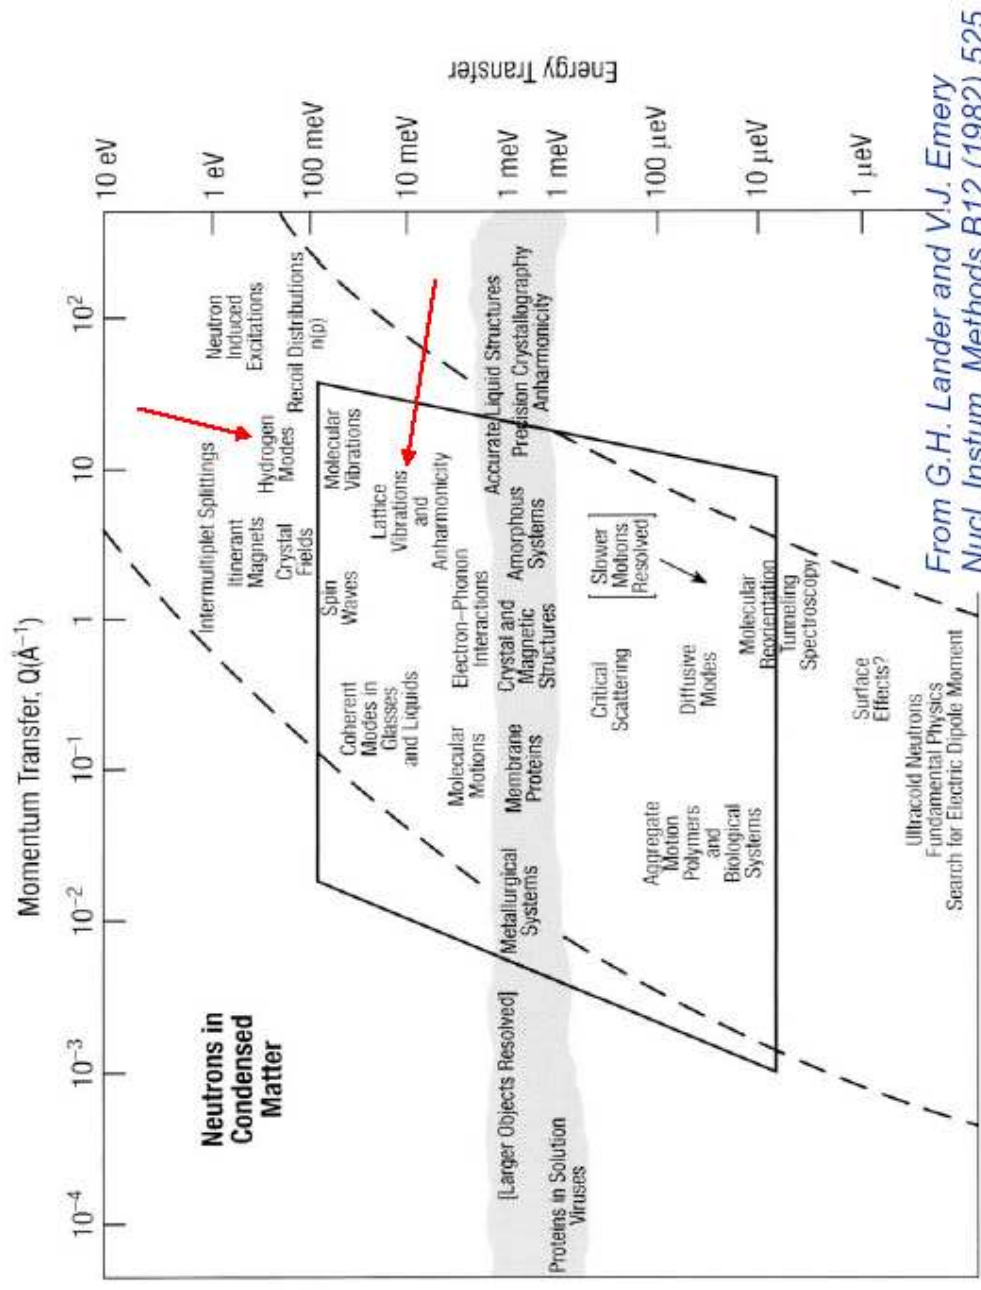 Momentum Transfer, Q(Å⁻¹)
10⁻⁴
10⁻³
10⁻²
10⁻¹
1
10
10²
10 eV
1 eV
100 meV
10 meV
1 meV
1 meV
100 μeV
10 μeV
1 μeV
Energy Transfer
Neutrons in
Condensed
Matter
Intermultiplet Splittings
Neutron
Induced
Excitations
Itinerant
Magnets
Hydrogen
Modes
Crystal
Fields
Recoil Distributions
n(p)
Spin
Waves
Molecular
Vibrations
Coherent
Modes in
Glasses
and Liquids
Lattice
Vibrations
and
Anharmonicity
Molecular
Motions
Electron–Phonon
Interactions
[Larger Objects Resolved]
Metallurgical
Systems
Membrane
Proteins
Crystal and
Magnetic
Structures
Amorphous
Systems
Accurate Liquid Structures
Precision Crystallography
Anharmonicity
Proteins in Solution
Viruses
Critical
Scattering
Slower
Motions
Resolved
Aggregate
Motion
Polymers
and
Biological
Systems
Diffusive
Modes
Molecular
Reorientation
Tunneling
Spectroscopy
Surface
Effects?
Ultracold Neutrons
Fundamental Physics
Search for Electric Dipole Moment
From G.H. Lander and V.J. Emery
Nucl. Instum. Methods B12 (1982) 525